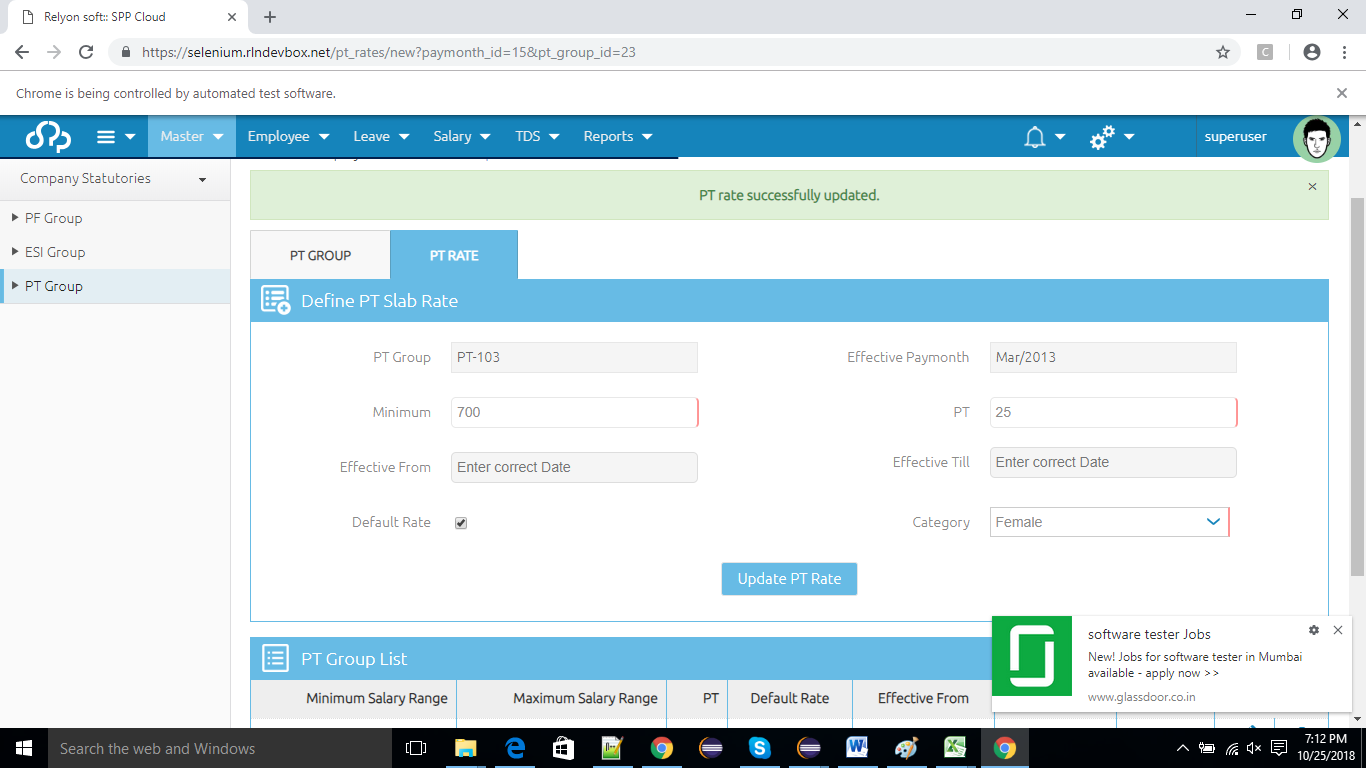 Relyon soft:: SPP Cloud
https://selenium.rlndevbox.net/pt_rates/new?paymonth_id=15&pt_group_id=23
C
Chrome is being controlled by automated test software.
Master
Employee
Leave
Salary
TDS
Reports
superuser
Company Statutories
PF Group
ESI Group
PT Group
PT rate successfully updated.
PT GROUP
PT RATE
Define PT Slab Rate
PT Group PT-103
Effective Paymonth Mar/2013
Minimum 700
PT 25
Effective From Enter correct Date
Effective Till Enter correct Date
Default Rate
Category Female
Update PT Rate
PT Group List
Minimum Salary Range
Maximum Salary Range
PT
Default Rate
Effective From
software tester Jobs
New! Jobs for software tester in Mumbai
available - apply now >>
www.glassdoor.co.in
Search the web and Windows
7:12 PM
10/25/2018